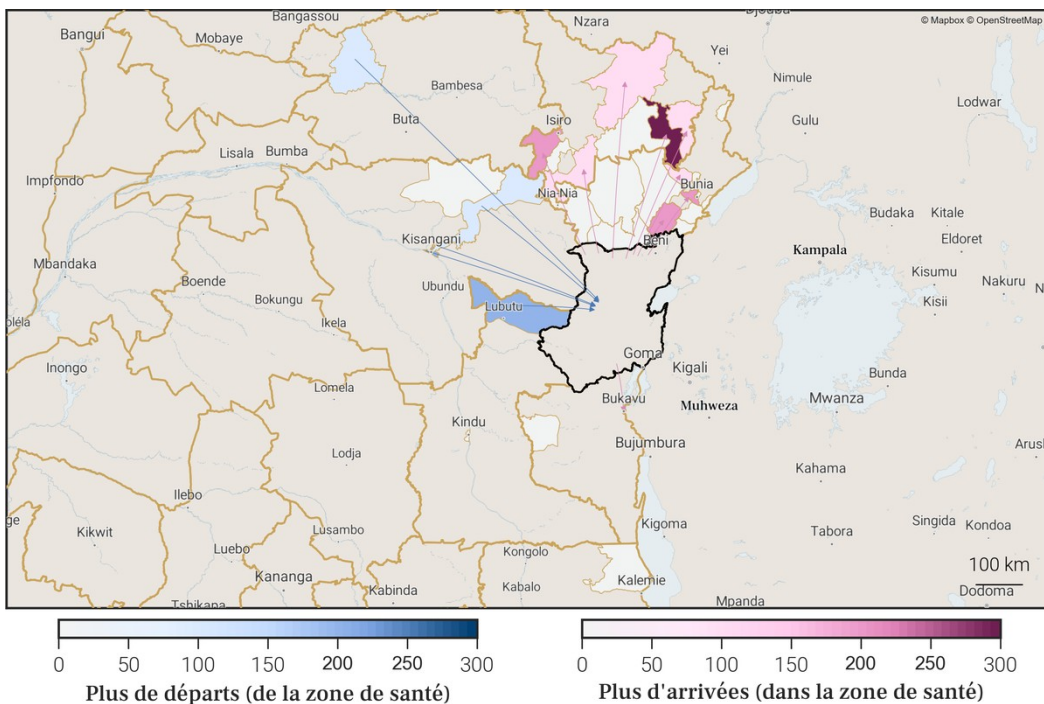 © Mapbox © OpenStreetMap
Bangassou
Nzara
Bangui
Mobaye
Yei
Nimule
Bambesa
Lodwar
Buta
Isiro
Gulu
Lisala
Bumba
Impfondo
Nia Nia
Bunia
Budaka
Kitale
Kisangani
Beni
Eldoret
Kampala
Mbandaka
Ubundu
Kisumu
Boende
Nakuru
N
Bokungu
Lubutu
Kisii
Ikela
Goma
Inongo
Kigali
Bunda
Lomela
Bukavu
Muhweza
Mwanza
Kindu
Bujumbura
Lodja
Kahama
Ilebo
Kigoma
Singida
Kondoa
ge
Kikwit
Lusambo
Tabora
Luebo
Kongolo
100 km
Kananga
Kabinda
Kabalo
Kalemie
Mpanda
Dodoma
0 50 100 150 200 250 300
0 50 100 150 200 250 300
Plus de départs (de la zone de santé)
Plus d'arrivées (dans la zone de santé)